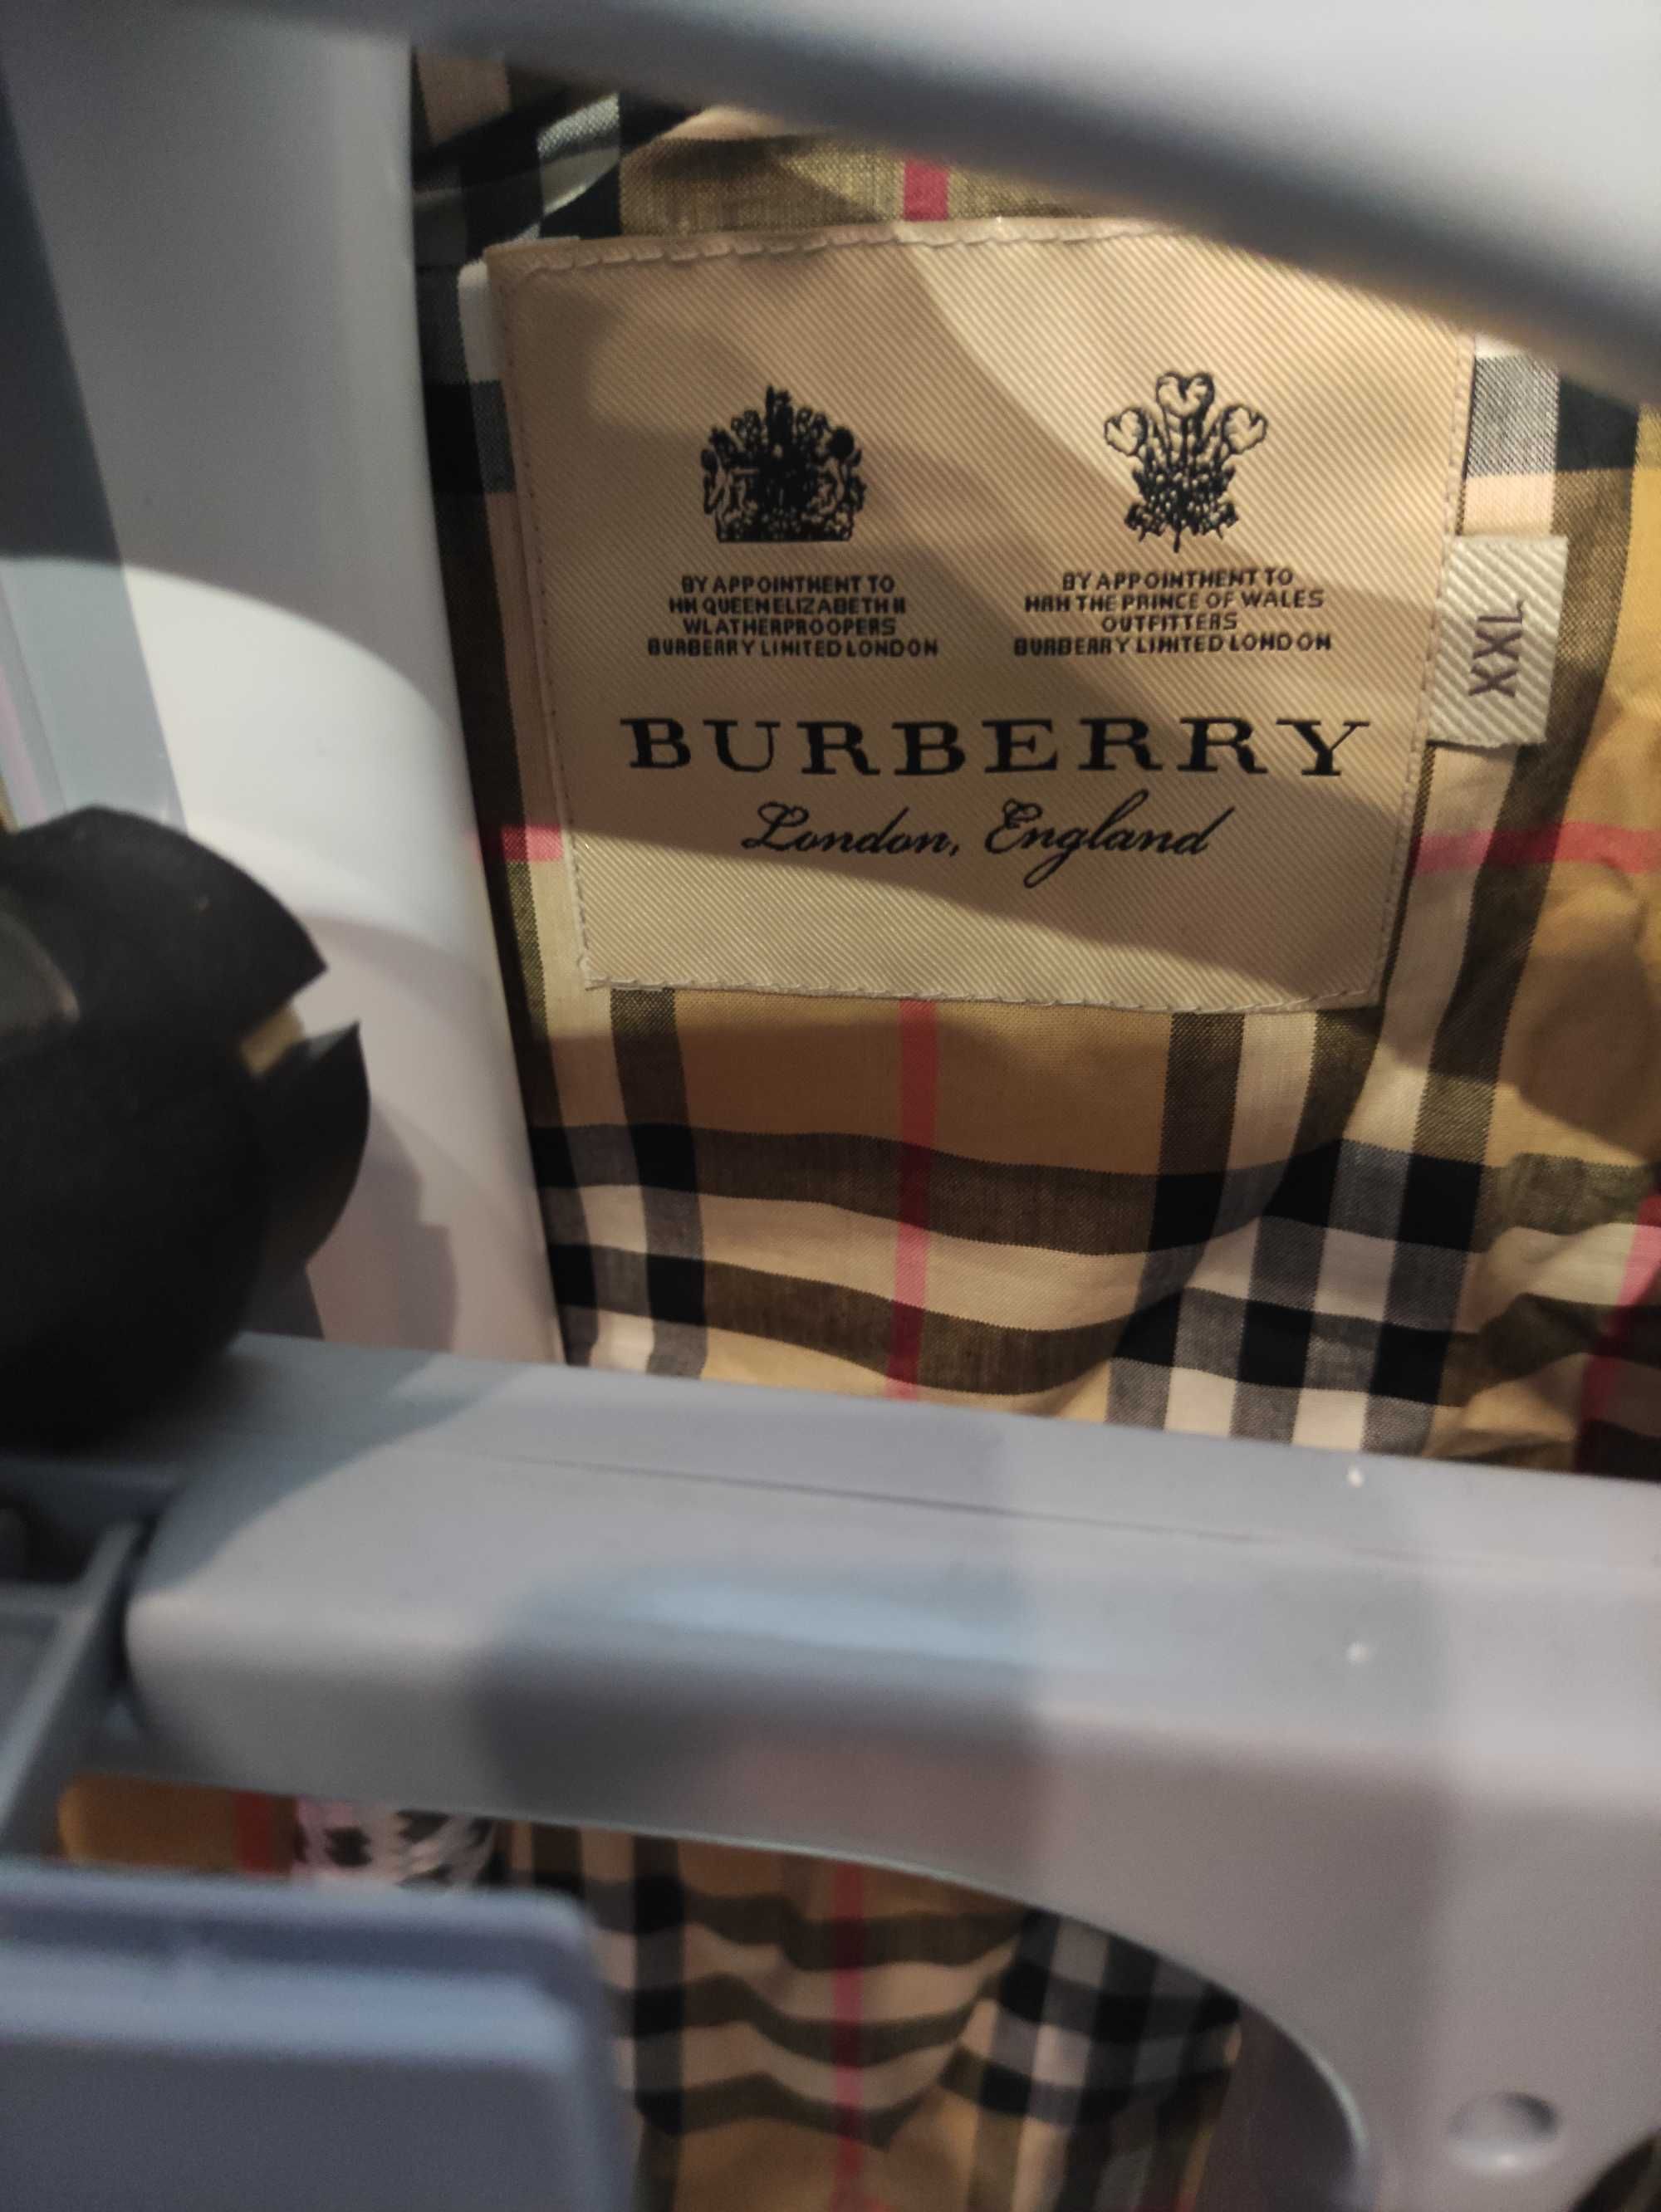 BY APPOINTMENT TO
HM QUEEN ELIZABETH II
WLATHERPROOPERS
BURBERRY LIMITED LONDON
BY APPOINTMENT TO
HRH THE PRINCE OF WALES
OUTFITTERS
BURBERRY LIMITED LONDON
BURBERRY
London, England
XXL